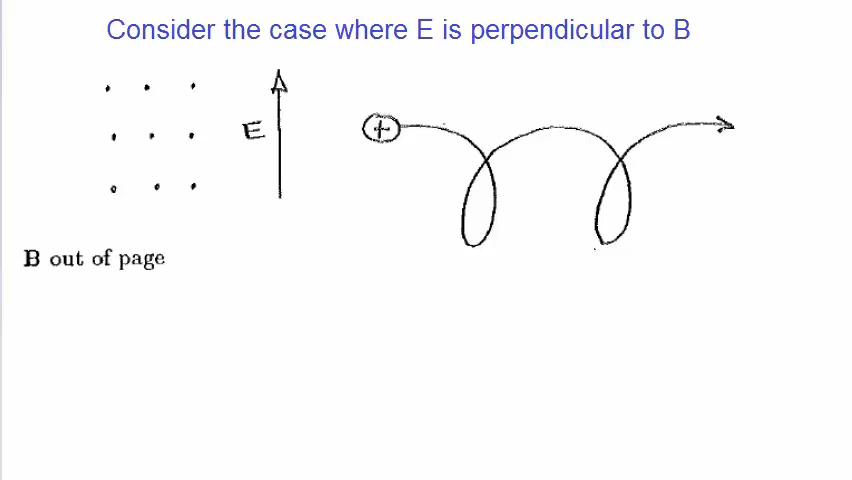 Consider the case where E is perpendicular to B
E
+
B out of page